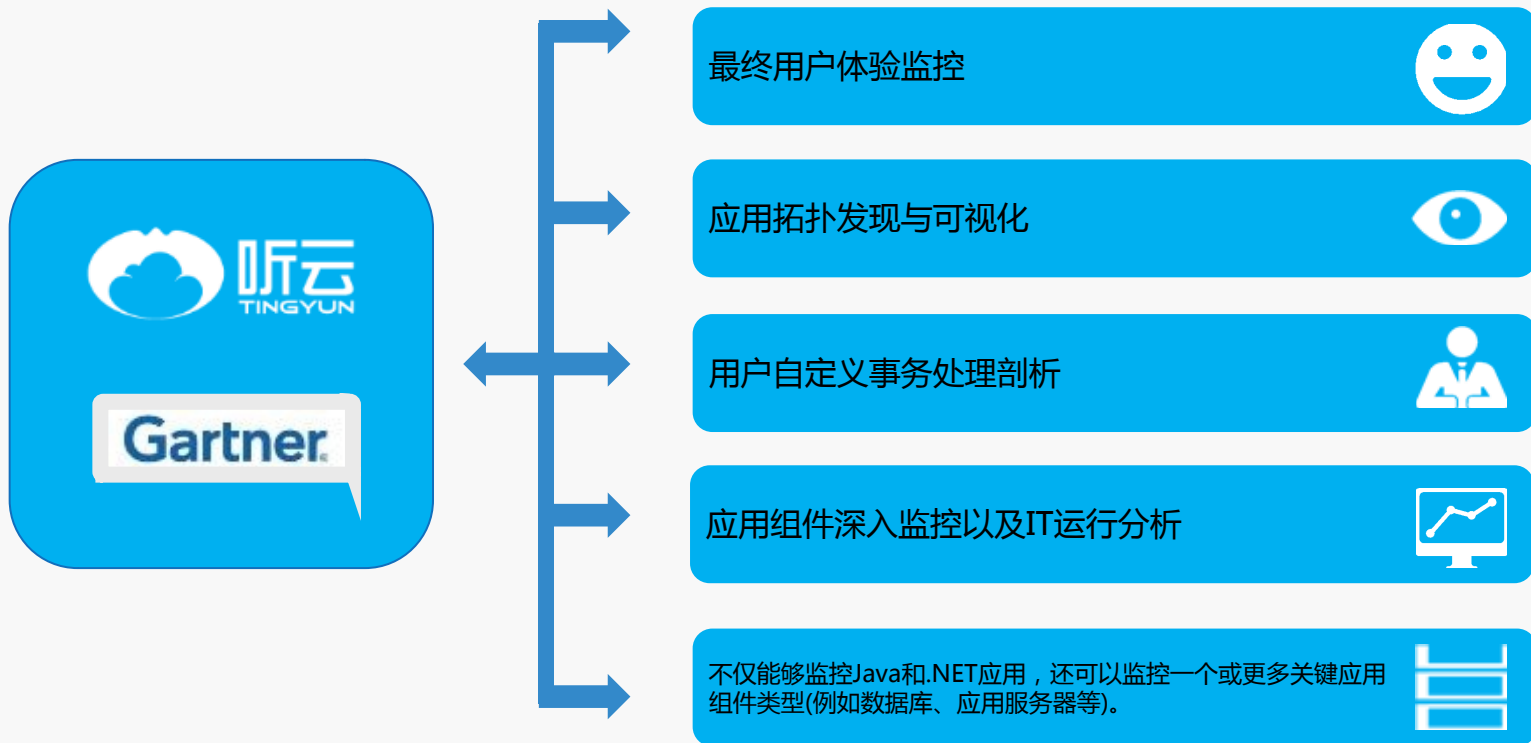 最终用户体验监控
应用拓扑发现与可视化
听云
TINGYUN
用户自定义事务处理剖析
Gartner
应用组件深入监控以及IT运行分析
不仅能够监控Java和.NET应用，还可以监控一个或更多关键应用
组件类型(例如数据库、应用服务器等)。